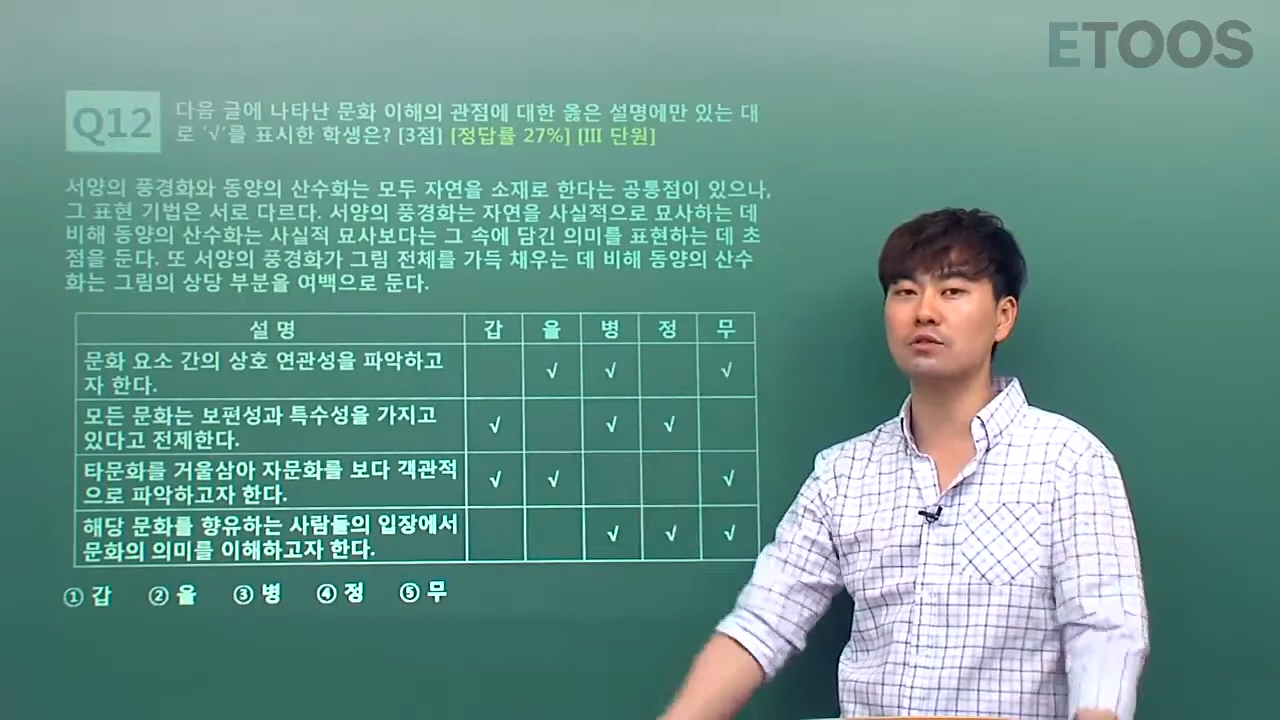 ETOOS
Q12
다음 글에 나타난 문화 이해의 관점에 대한 옳은 설명에만 있는 대
로 '√'를 표시한 학생은? [3점] [정답률 27%] [III 단원]
서양의 풍경화와 동양의 산수화는 모두 자연을 소재로 한다는 공통점이 있으나,
그 표현 기법은 서로 다르다. 서양의 풍경화는 자연을 사실적으로 묘사하는 데
비해 동양의 산수화는 사실적 묘사보다는 그 속에 담긴 의미를 표현하는 데 초
점을 둔다. 또 서양의 풍경화가 그림 전체를 가득 채우는 데 비해 동양의 산수
화는 그림의 상당 부분을 여백으로 둔다.
설 명 갑 을 병 정 무
문화 요소 간의 상호 연관성을 파악하고
자 한다. √ √ √
모든 문화는 보편성과 특수성을 가지고
있다고 전제한다. √ √ √
타문화를 거울삼아 자문화를 보다 객관적
으로 파악하고자 한다. √ √ √
해당 문화를 향유하는 사람들의 입장에서
문화의 의미를 이해하고자 한다. √ √ √
① 갑 ② 을 ③ 병 ④ 정 ⑤ 무